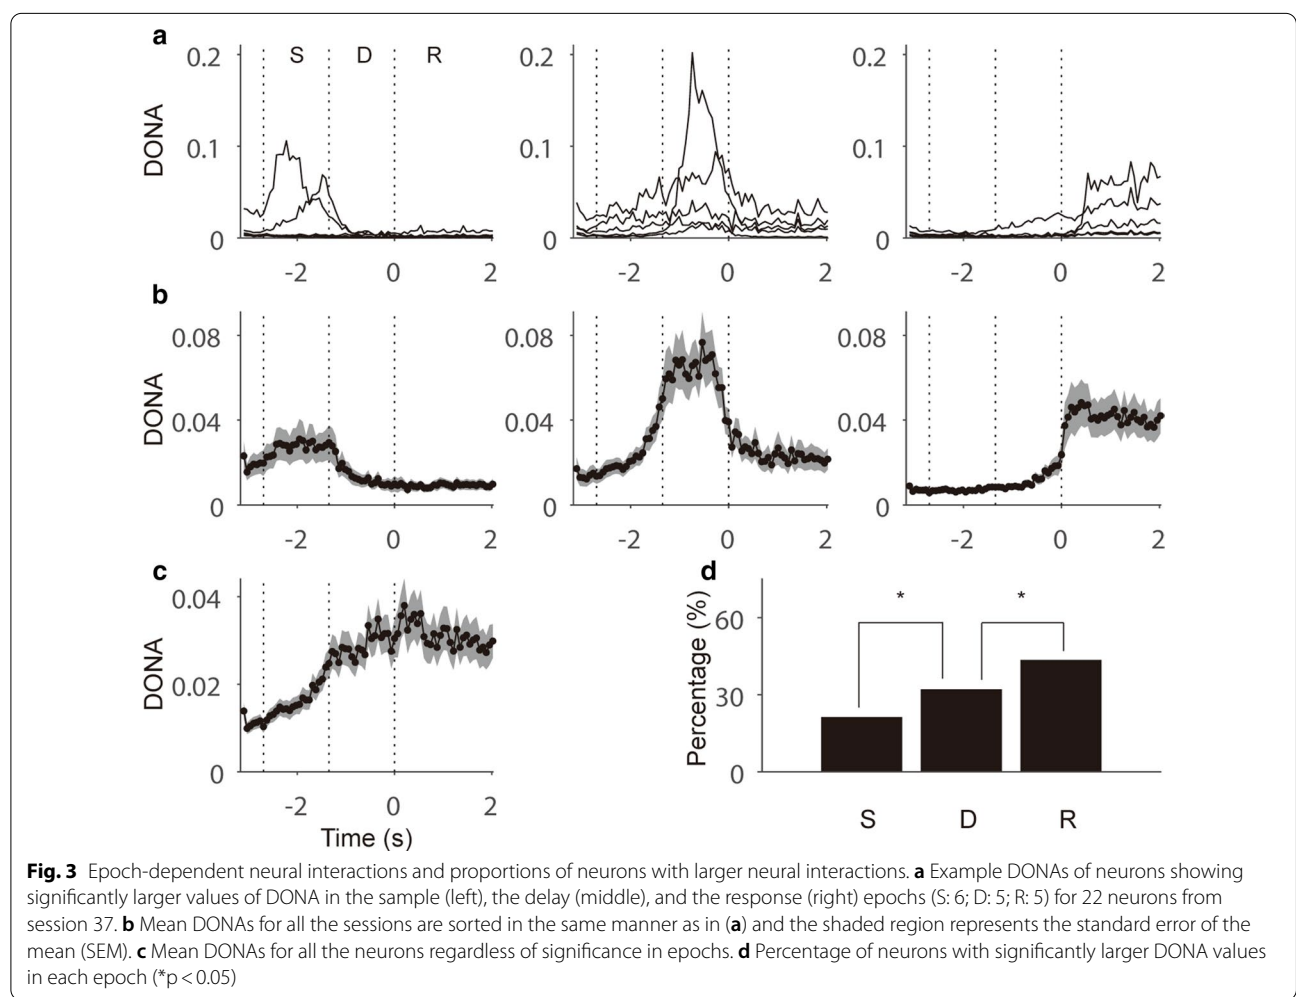 a
S D R
0.2 0.2 0.2
DONA
0.1 0.1 0.1
0 0 0
-2 0 2 -2 0 2 -2 0 2
b
0.08 0.08 0.08
DONA
0.04 0.04 0.04
0 0 0
-2 0 2 -2 0 2 -2 0 2
c
0.04
DONA
0.02
0
-2 0 2
Time (s)
d
* *
Percentage (%)
60
30
0
S D R
Fig. 3 Epoch-dependent neural interactions and proportions of neurons with larger neural interactions. a Example DONAs of neurons showing
significantly larger values of DONA in the sample (left), the delay (middle), and the response (right) epochs (S: 6; D: 5; R: 5) for 22 neurons from
session 37. b Mean DONAs for all the sessions are sorted in the same manner as in (a) and the shaded region represents the standard error of the
mean (SEM). c Mean DONAs for all the neurons regardless of significance in epochs. d Percentage of neurons with significantly larger DONA values
in each epoch (*p < 0.05)